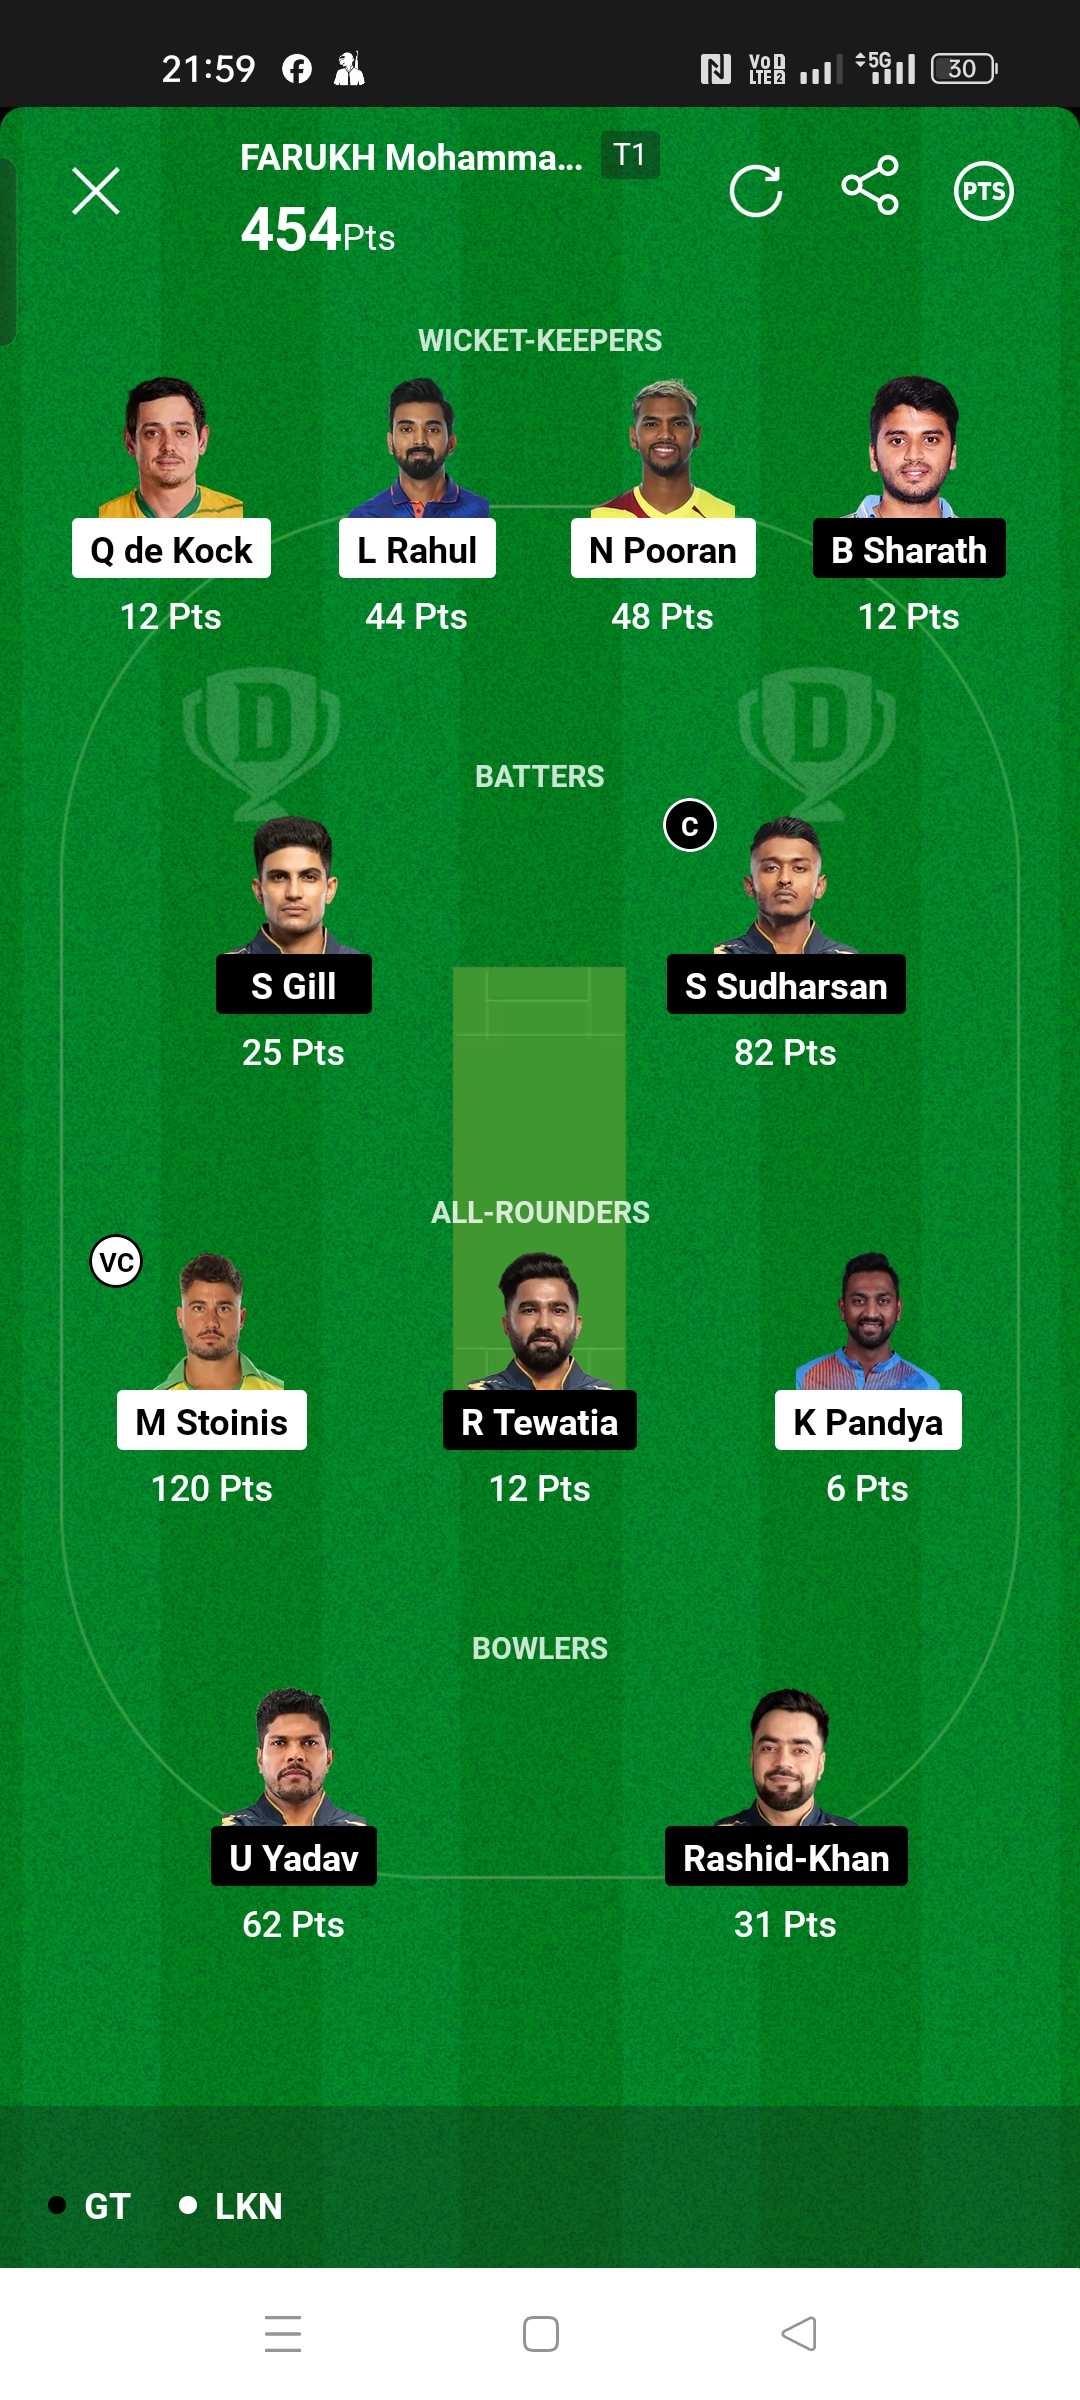 21:59
Vo LTE 2 5G 30
FARUKH Mohamma... T1
454Pts
PTS
WICKET-KEEPERS
Q de Kock L Rahul N Pooran B Sharath
12 Pts 44 Pts 48 Pts 12 Pts
D D
BATTERS
C
S Gill S Sudharsan
25 Pts 82 Pts
ALL-ROUNDERS
VC
M Stoinis R Tewatia K Pandya
120 Pts 12 Pts 6 Pts
BOWLERS
U Yadav Rashid-Khan
62 Pts 31 Pts
GT LKN